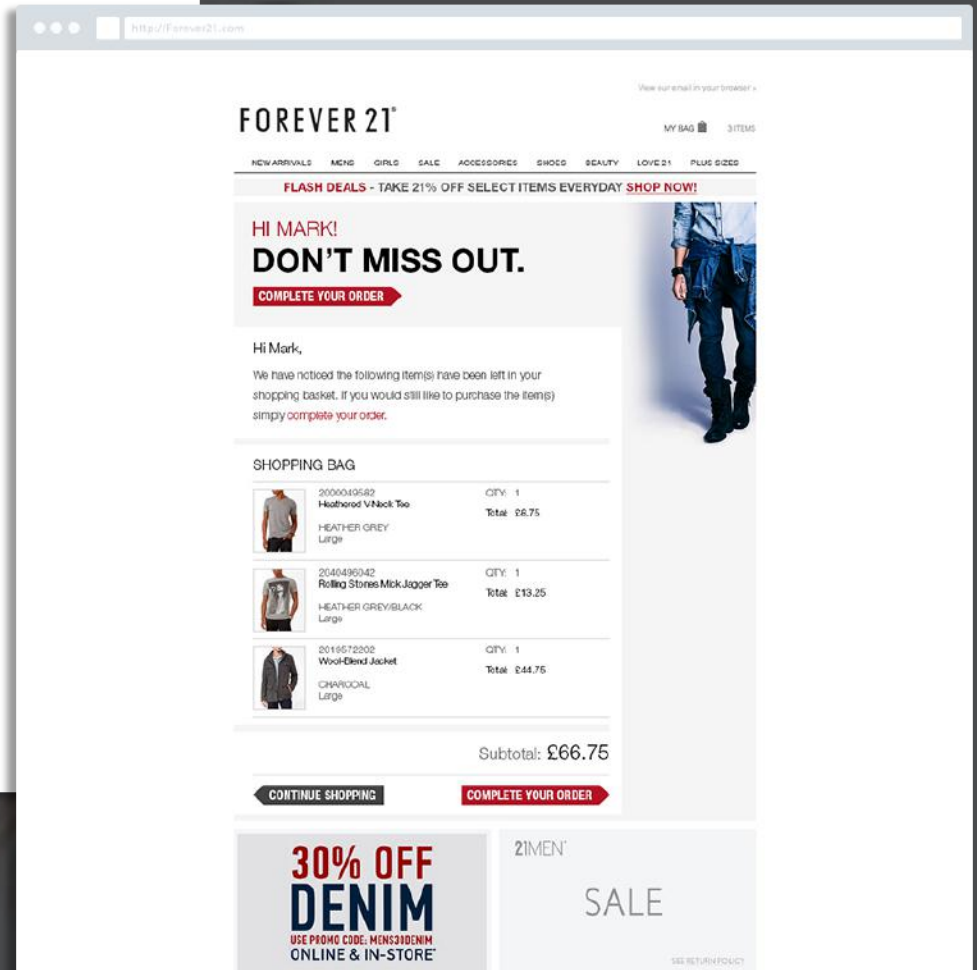 http://Forever21.com
View our email in your browser >
FOREVER 21®
MY BAG 3 ITEMS
NEW ARRIVALS MENS GIRLS SALE ACCESSORIES SHOES BEAUTY LOVE 21 PLUS SIZES
FLASH DEALS - TAKE 21% OFF SELECT ITEMS EVERYDAY SHOP NOW!
HI MARK!
DON'T MISS OUT.
COMPLETE YOUR ORDER
Hi Mark,
We have noticed the following item(s) have been left in your
shopping basket. If you would still like to purchase the item(s)
simply complete your order.
SHOPPING BAG
2000049582 QTY: 1
Heathered V-Neck Tee
Total: £8.75
HEATHER GREY
Large
2040496042 QTY: 1
Rolling Stones Mick Jagger Tee
Total: £13.25
HEATHER GREY/BLACK
Large
2019572202 QTY: 1
Wool-Blend Jacket
Total: £44.75
CHARCOAL
Large
Subtotal: £66.75
CONTINUE SHOPPING COMPLETE YOUR ORDER
30% OFF
DENIM
USE PROMO CODE: MENS30DENIM
ONLINE & IN-STORE*
21MEN*
SALE
SEE RETURN POLICY